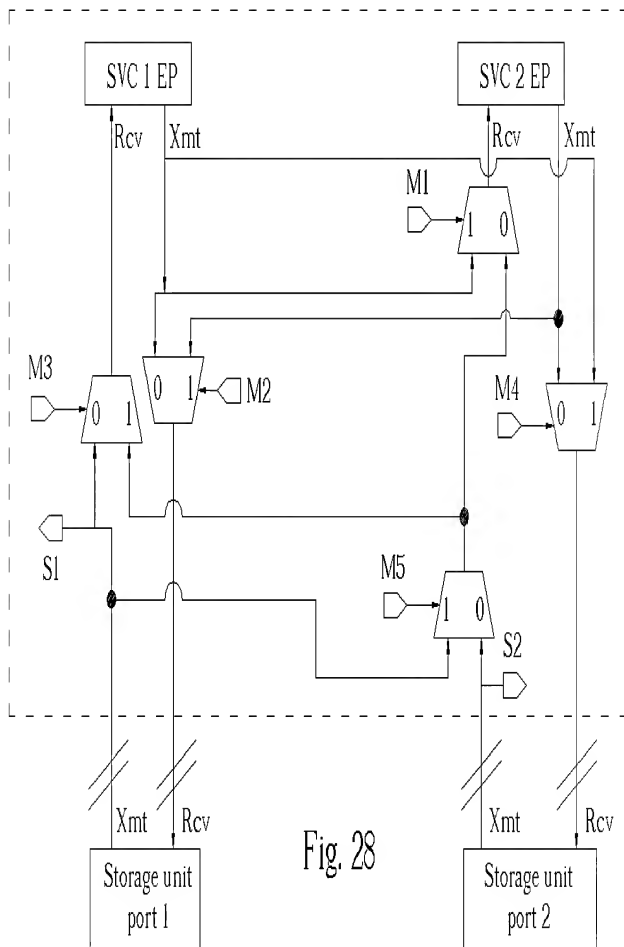 SVC 1 EP
SVC 2 EP
Rcv
Xmt
Rcv
Xmt
M1
1 0
M3
0 1
0 1
M2
M4
0 1
S1
M5
1 0
S2
Xmt
Rcv
Fig. 28
Xmt
Rcv
Storage unit
port 1
Storage unit
port 2